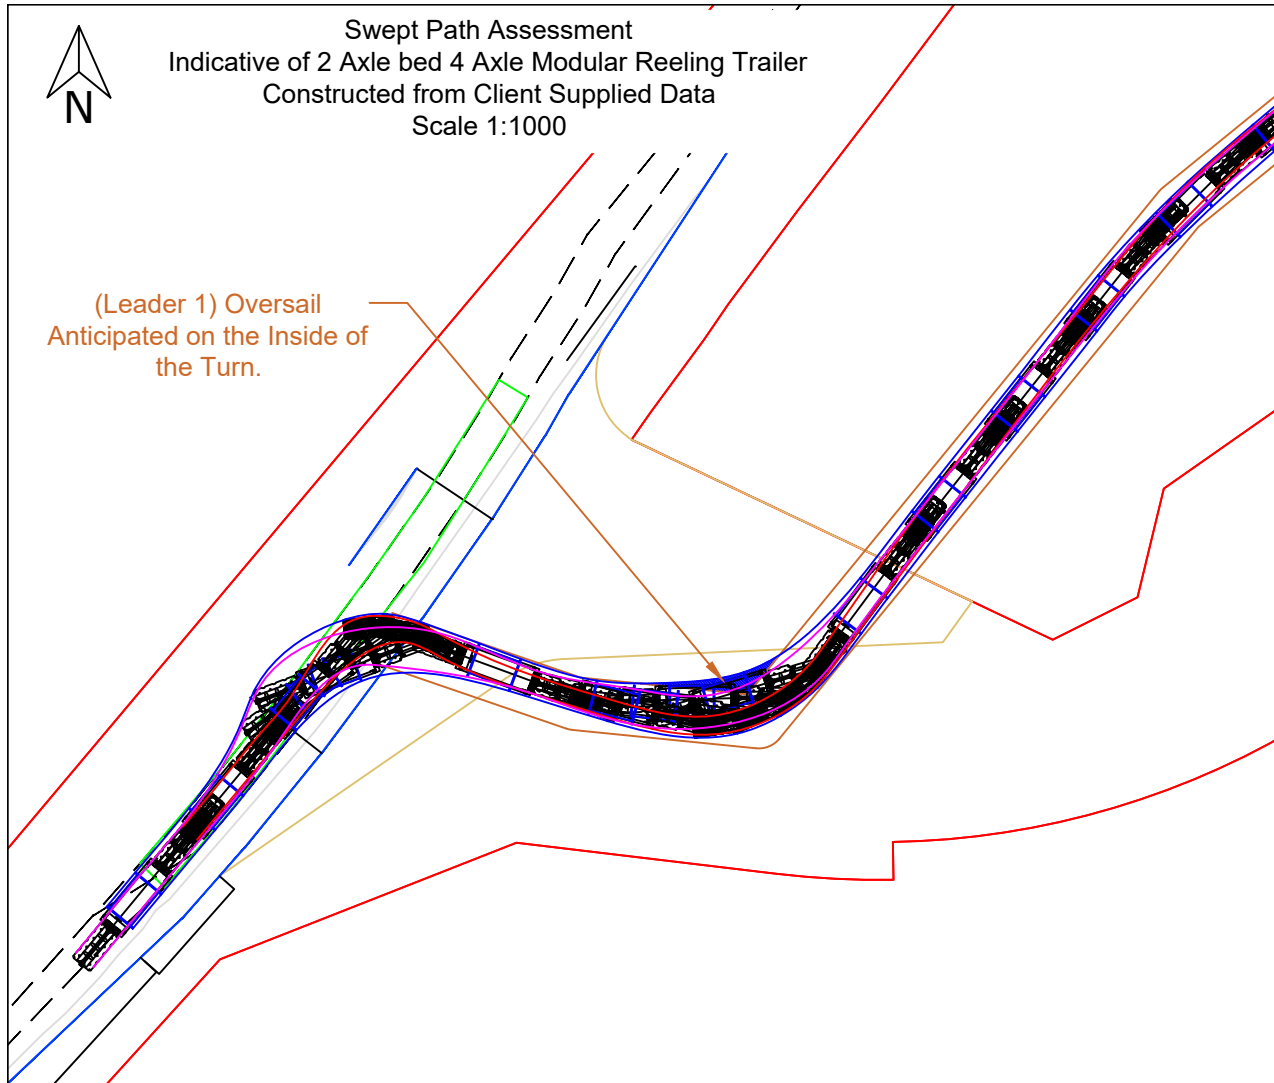 Swept Path Assessment
Indicative of 2 Axle bed 4 Axle Modular Reeling Trailer
Constructed from Client Supplied Data
Scale 1:1000
N
(Leader 1) Oversail
Anticipated on the Inside of
the Turn.